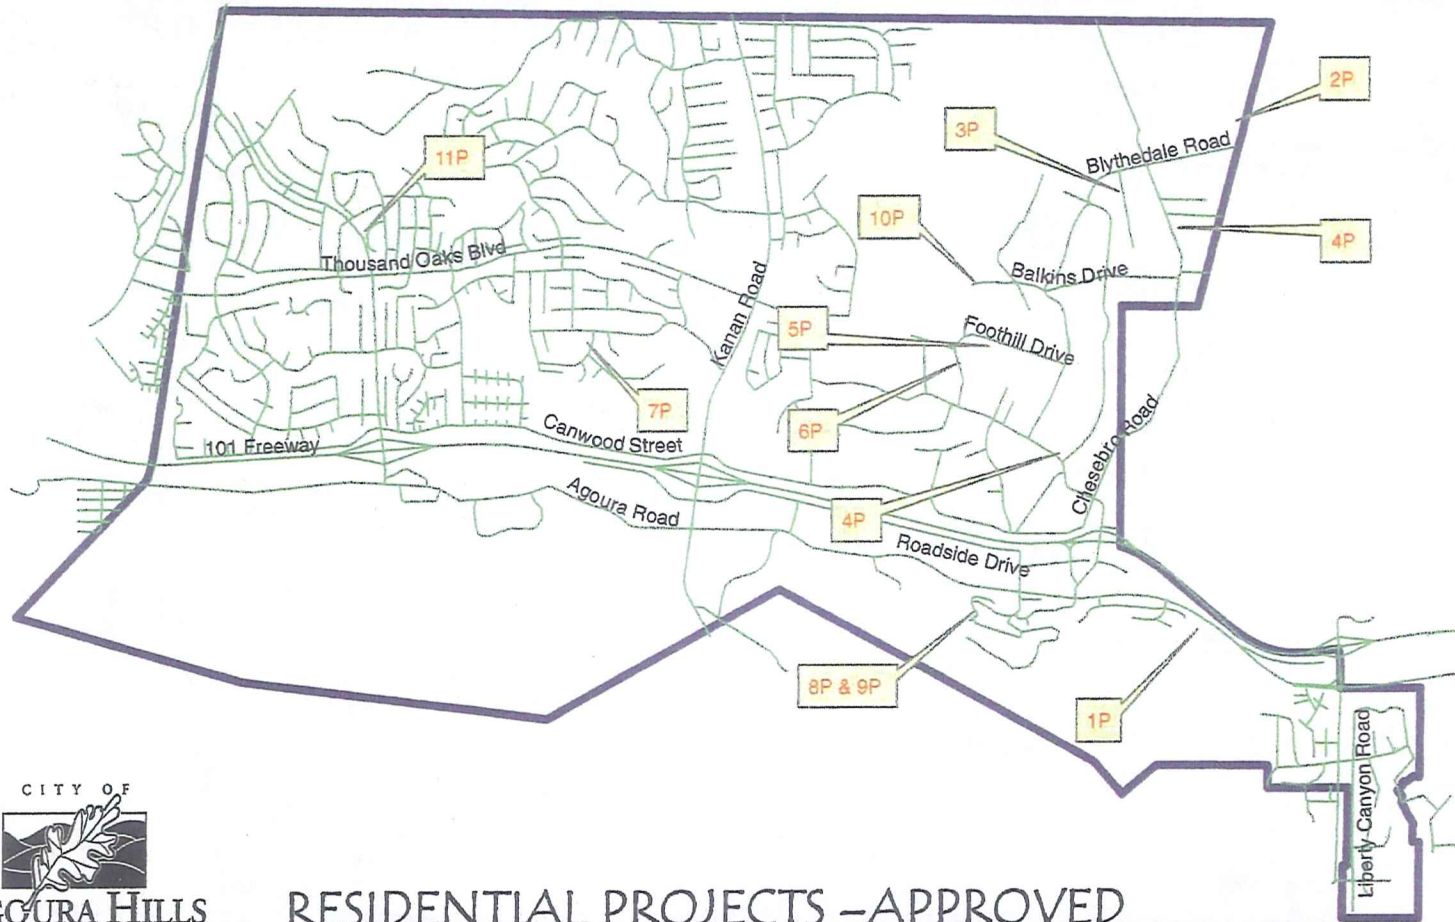 2P
3P
Blythedale Road
11P
10P
4P
Thousand Oaks Blvd
Balkins Drive
Kanan Road
5P
Foothill Drive
7P
6P
Canwood Street
101 Freeway
Chesebro Road
Agoura Road
4P
Roadside Drive
8P & 9P
1P
Liberty Canyon Road
CITY OF
GOURA HILLS
RESIDENTIAL PROJECTS –APPROVED